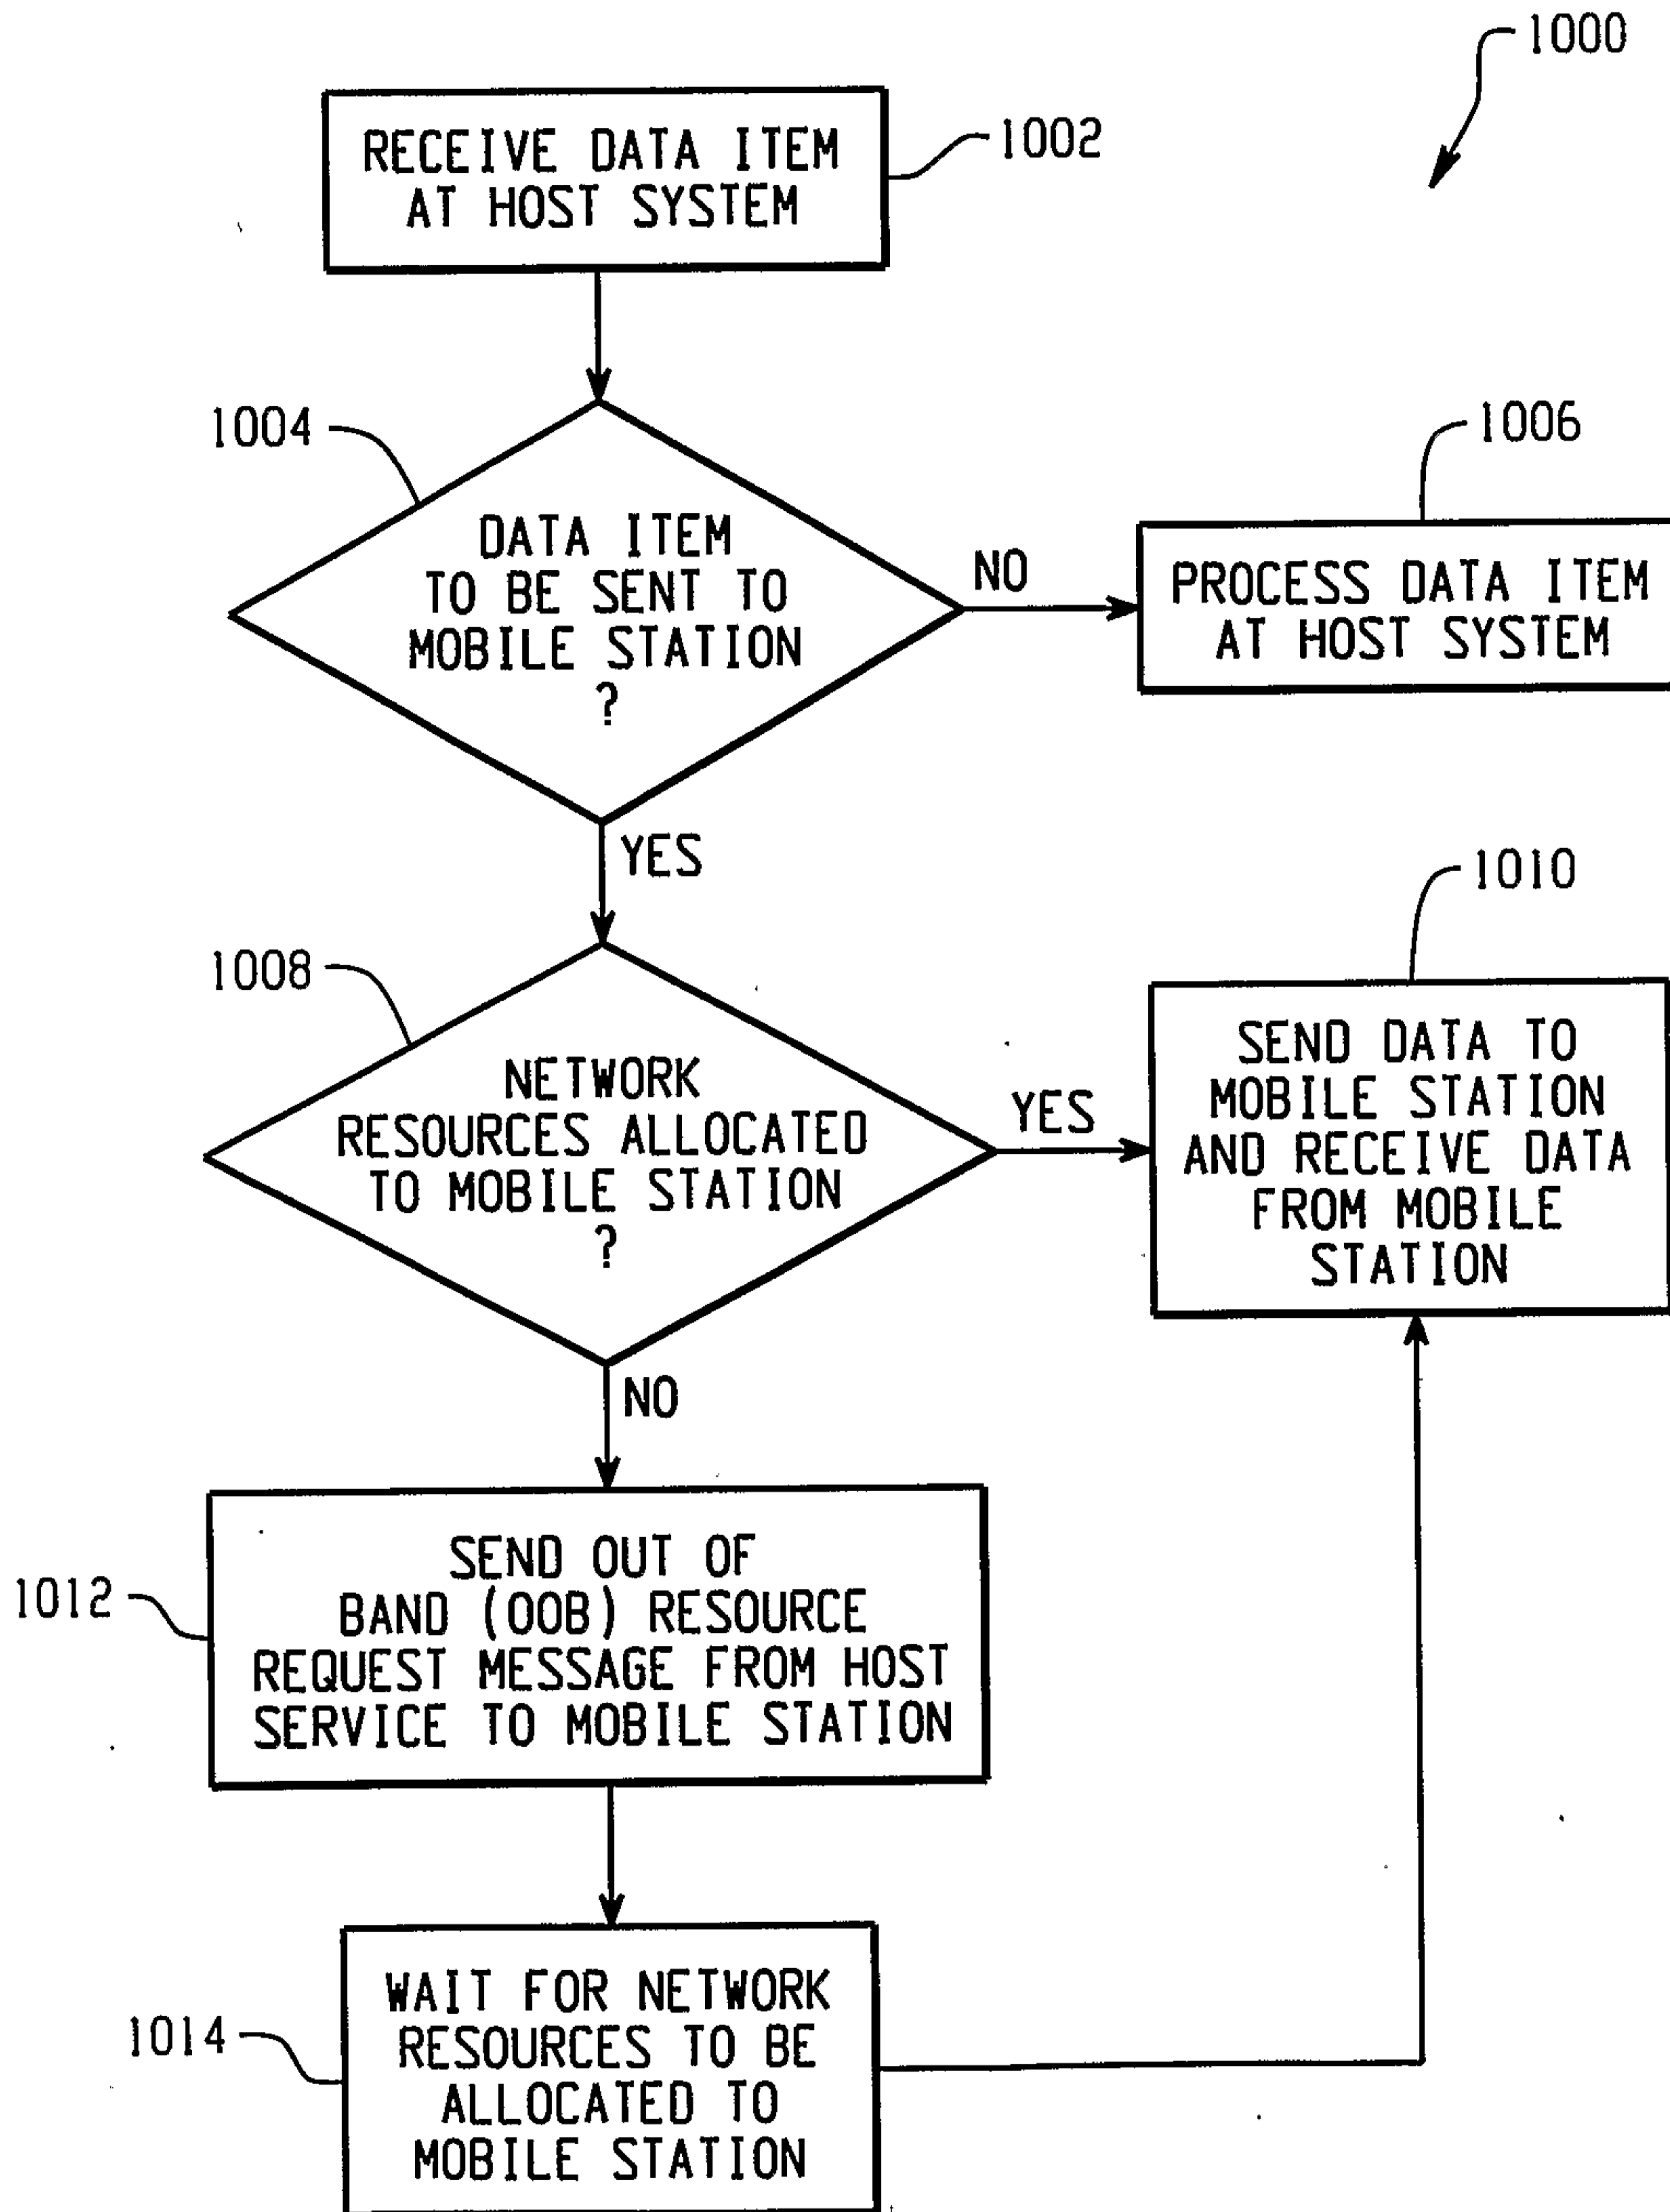 1000
RECEIVE DATA ITEM
AT HOST SYSTEM
1002
1004
DATA ITEM
TO BE SENT TO
MOBILE STATION
?
NO
1006
PROCESS DATA ITEM
AT HOST SYSTEM
YES
1008
NETWORK
RESOURCES ALLOCATED
TO MOBILE STATION
?
YES
1010
SEND DATA TO
MOBILE STATION
AND RECEIVE DATA
FROM MOBILE
STATION
NO
1012
SEND OUT OF
BAND (OOB) RESOURCE
REQUEST MESSAGE FROM HOST
SERVICE TO MOBILE STATION
1014
WAIT FOR NETWORK
RESOURCES TO BE
ALLOCATED TO
MOBILE STATION